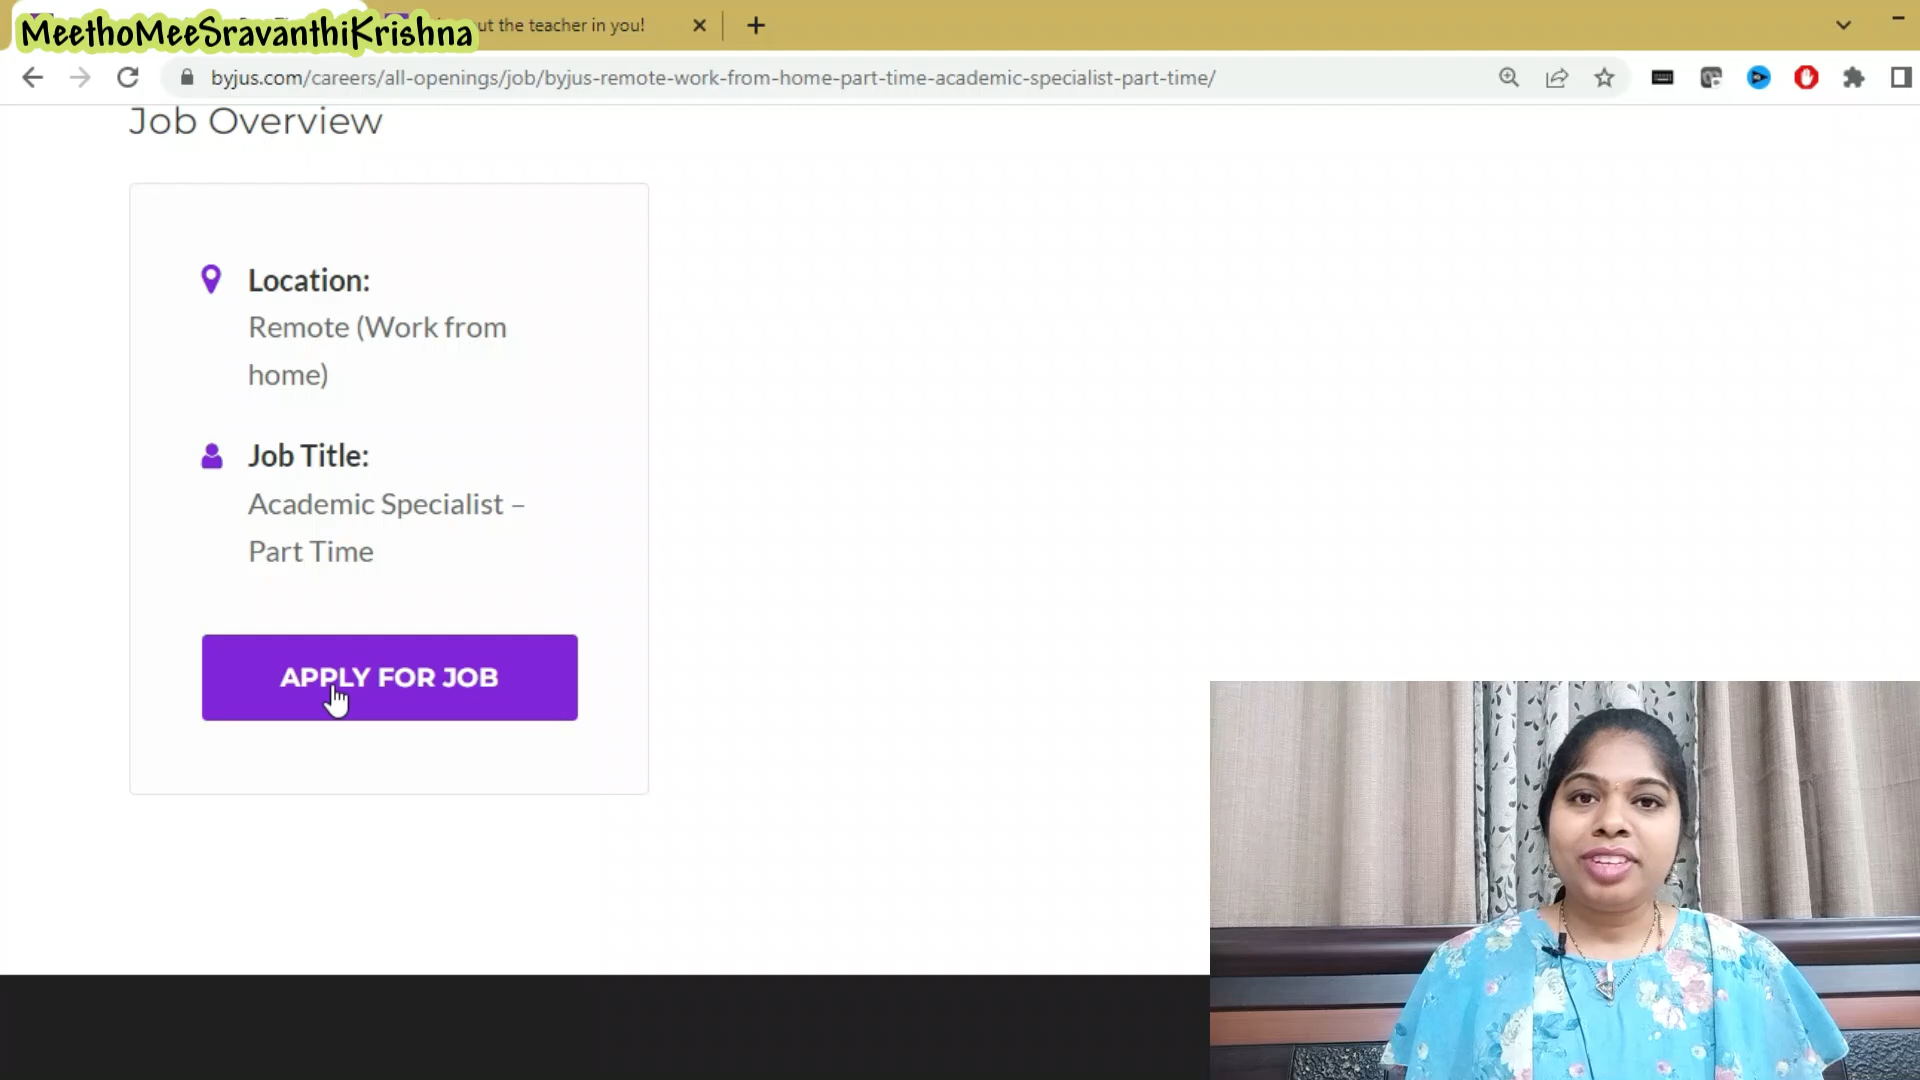 MeethoMeeSravanthiKrishna
ut the teacher in you!
byjus.com/careers/all-openings/job/byjus-remote-work-from-home-part-time-academic-specialist-part-time/
Job Overview
Location:
Remote (Work from
home)
Job Title:
Academic Specialist –
Part Time
APPLY FOR JOB